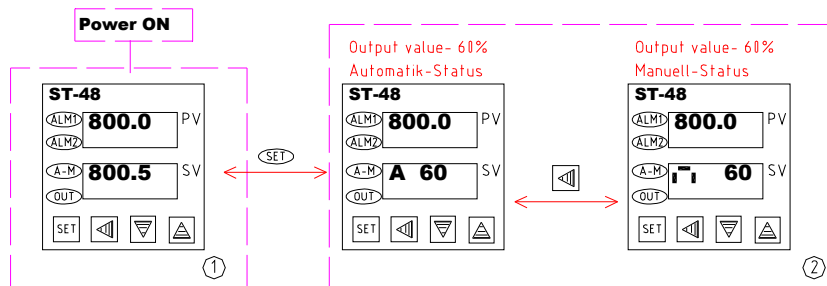 Power ON
Output value- 60%
Automatik-Status
Output value- 60%
Manuell-Status
ST-48
ALM1 800.0 PV
ALM2
A-M 800.5 SV
OUT
SET
1
SET
ST-48
ALM1 800.0 PV
ALM2
A-M A 60 SV
OUT
SET
ST-48
ALM1 800.0 PV
ALM2
A-M 60 SV
OUT
SET
2